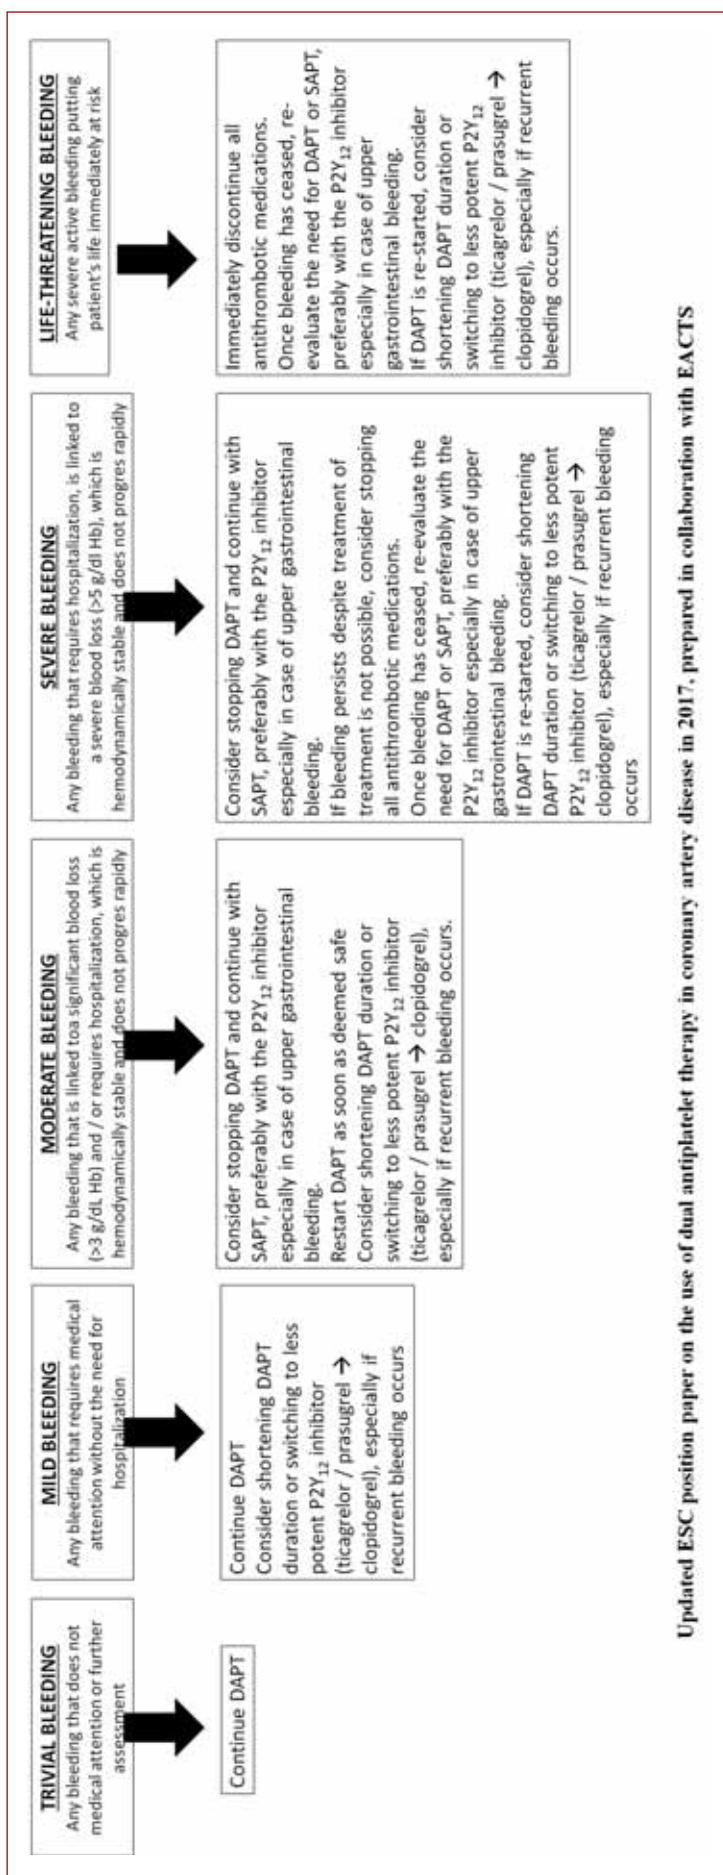 TRIVIAL BLEEDING
Any bleeding that does not
medical attention or further
assessment
Continue DAPT
MILD BLEEDING
Any bleeding that requires medical
attention without the need for
hospitalization
Continue DAPT
Consider shortening DAPT
duration or switching to less
potent P2Y₁₂ inhibitor
(ticagrelor / prasugrel →
clopidogrel), especially if
recurrent bleeding occurs
MODERATE BLEEDING
Any bleeding that is linked toa significant blood loss
(>3 g/dL Hb) and / or requires hospitalization, which is
hemodynamically stable and does not progres rapidly
Consider stopping DAPT and continue with
SAPT, preferably with the P2Y₁₂ inhibitor
especially in case of upper gastrointestinal
bleeding.
Restart DAPT as soon as deemed safe
Consider shortening DAPT duration or
switching to less potent P2Y₁₂ inhibitor
(ticagrelor / prasugrel → clopidogrel),
especially if recurrent bleeding occurs.
SEVERE BLEEDING
Any bleeding that requires hospitalization, is linked to
a severe blood loss (>5 g/dl Hb), which is
hemodynamically stable and does not progres rapidly
Consider stopping DAPT and continue with
SAPT, preferably with the P2Y₁₂ inhibitor
especially in case of upper gastrointestinal
bleeding.
If bleeding persists despite treatment of
treatment is not possible, consider stopping
all antithrombotic medications.
Once bleeding has ceased, re-evaluate the
need for DAPT or SAPT, preferably with the
P2Y₁₂ inhibitor especially in case of upper
gastrointestinal bleeding.
If DAPT is re-started, consider shortening
DAPT duration or switching to less potent
P2Y₁₂ inhibitor (ticagrelor / prasugrel →
clopidogrel), especially if recurrent bleeding
occurs
LIFE-THREATENING BLEEDING
Any severe active bleeding putting
patient's life immediately at risk
Immediately discontinue all
antithrombotic medications.
Once bleeding has ceased, re-
evaluate the need for DAPT or SAPT,
preferably with the P2Y₁₂ inhibitor
especially in case of upper
gastrointestinal bleeding.
If DAPT is re-started, consider
shortening DAPT duration or
switching to less potent P2Y₁₂
inhibitor (ticagrelor / prasugrel →
clopidogrel), especially if recurrent
bleeding occurs.
Updated ESC position paper on the use of dual antiplatelet therapy in coronary artery disease in 2017, prepared in collaboration with EACTS